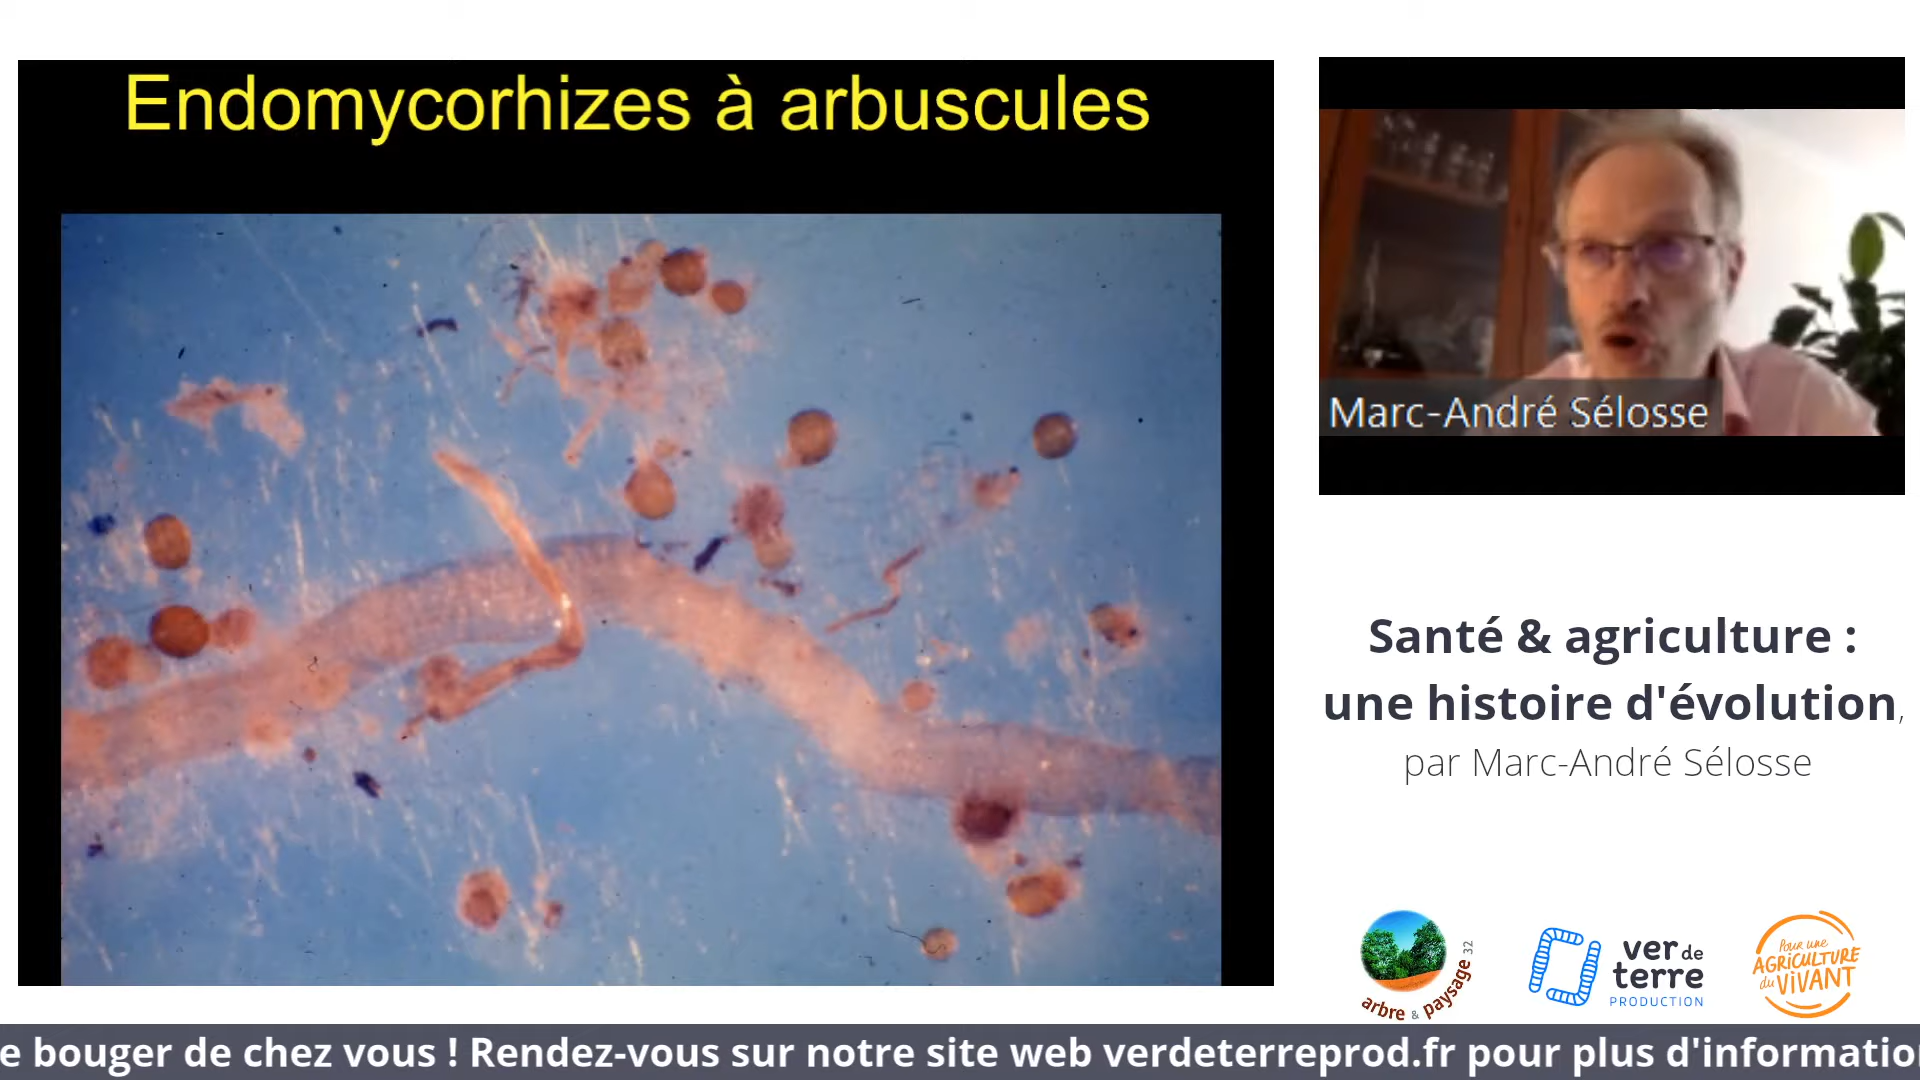 Endomycorhizes à arbuscules
Marc-André Sélosse
Santé & agriculture :
une histoire d'évolution,
par Marc-André Sélosse
arbre & paysage 32
ver de
terre
PRODUCTION
Pour une
AGRICULTURE
du ViVANT
e bouger de chez vous ! Rendez-vous sur notre site web verdeterreprod.fr pour plus d'information